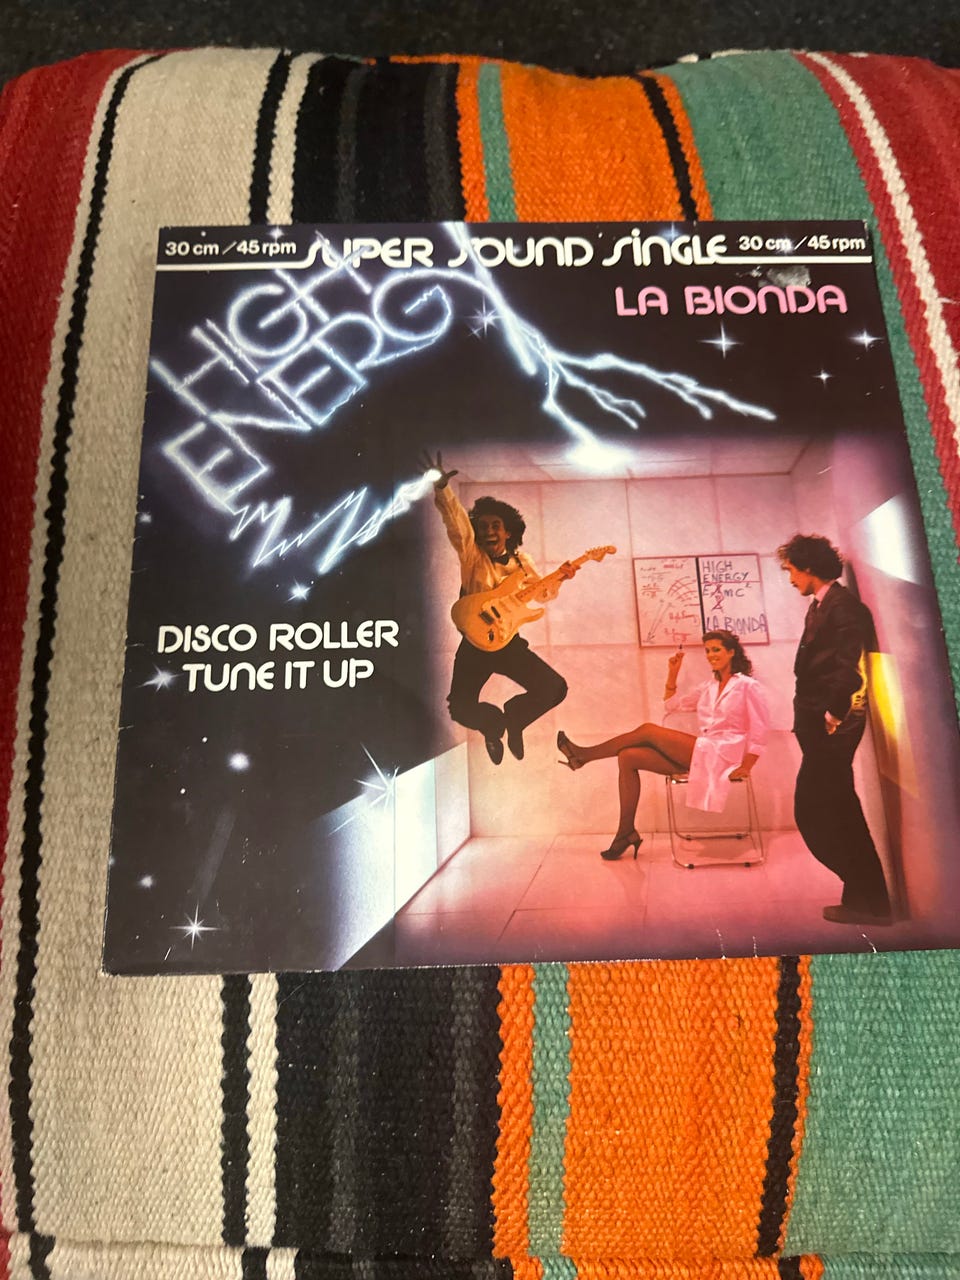 30 cm/45 rpm SUPER SOUND SINGLE 30 cm/45 rpm
LA BIONDA
HIGH
ENERGY
DISCO ROLLER
TUNE IT UP
HIGH
ENERGY
LA BIONDA